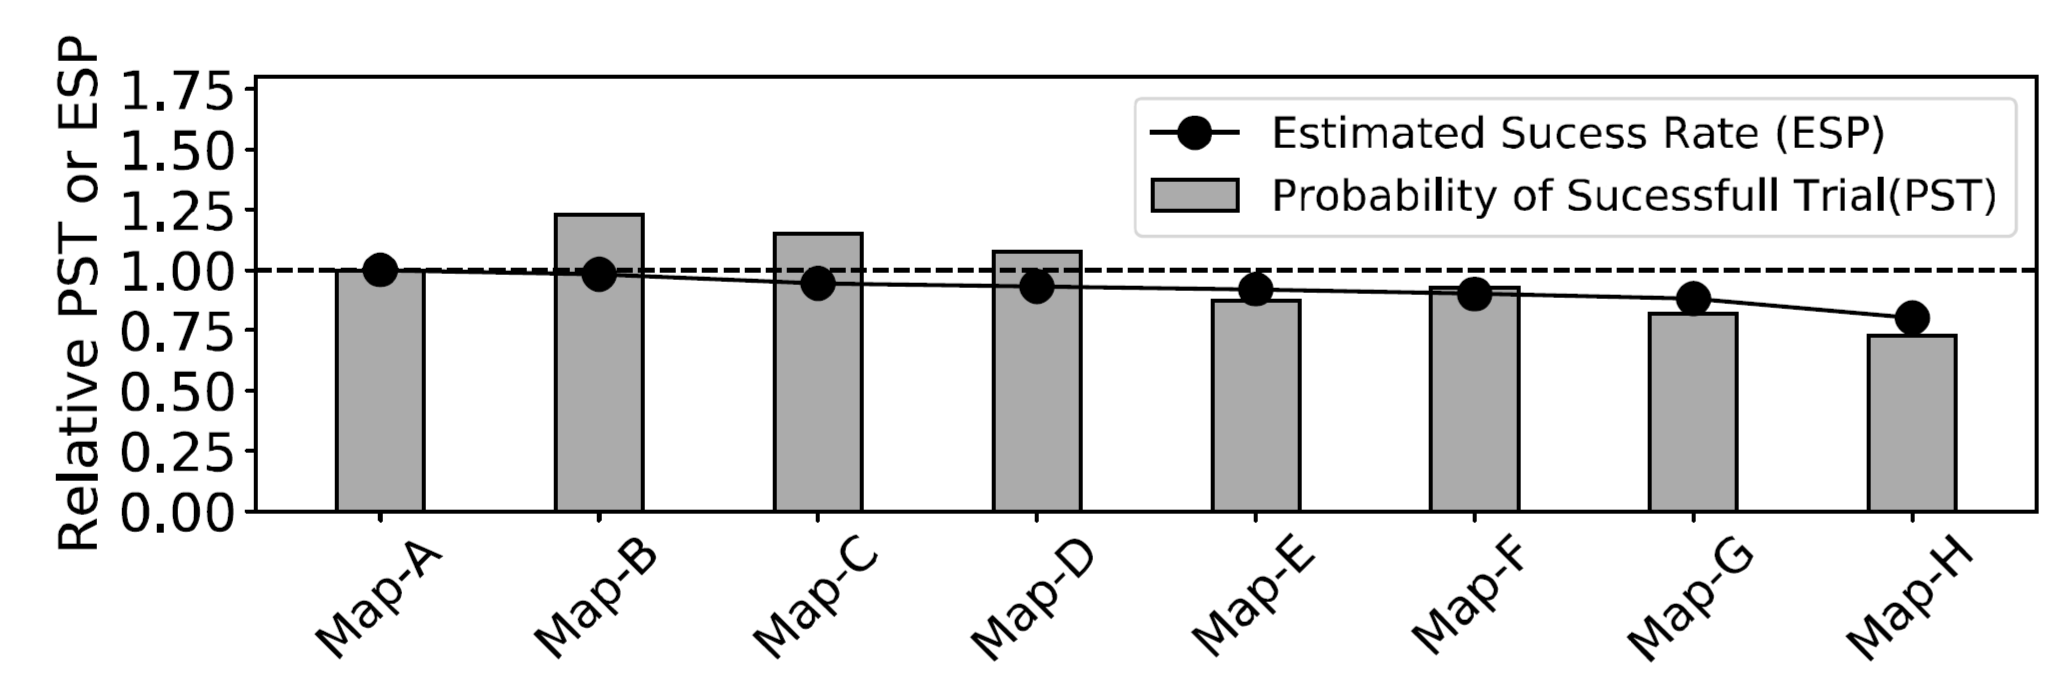 Relative PST or ESP
1.75
1.50
1.25
1.00
0.75
0.50
0.25
0.00
Estimated Sucess Rate (ESP)
Probability of Sucessfull Trial(PST)
Map-A
Map-B
Map-C
Map-D
Map-E
Map-F
Map-G
Map-H